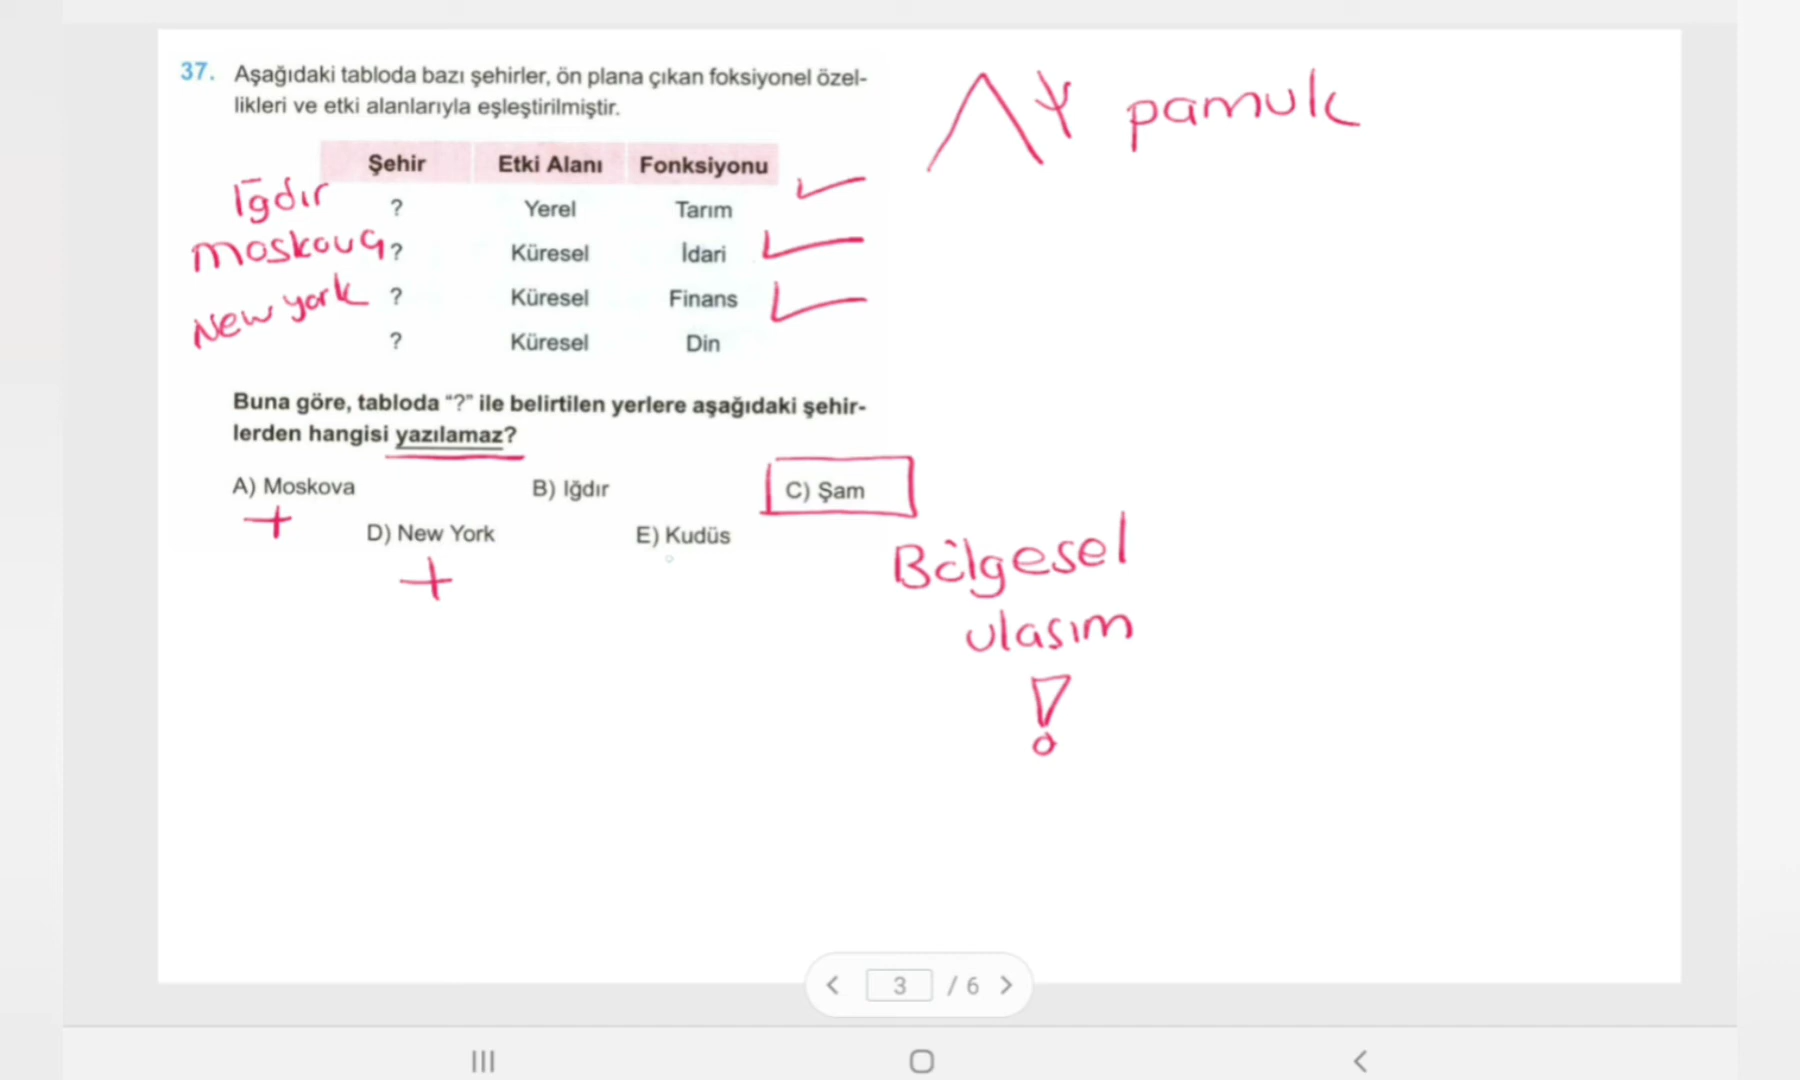 37. Aşağıdaki tabloda bazı şehirler, ön plana çıkan foksiyonel özel-
likleri ve etki alanlarıyla eşleştirilmiştir.
pamuk
Şehir Etki Alanı Fonksiyonu
Iğdır ? Yerel Tarım
moskova ? Küresel İdari
New york ? Küresel Finans
? Küresel Din
Buna göre, tabloda “?” ile belirtilen yerlere aşağıdaki şehir-
lerden hangisi yazılamaz?
A) Moskova B) Iğdır C) Şam
D) New York E) Kudüs
Bölgesel
ulaşım
!
3 / 6